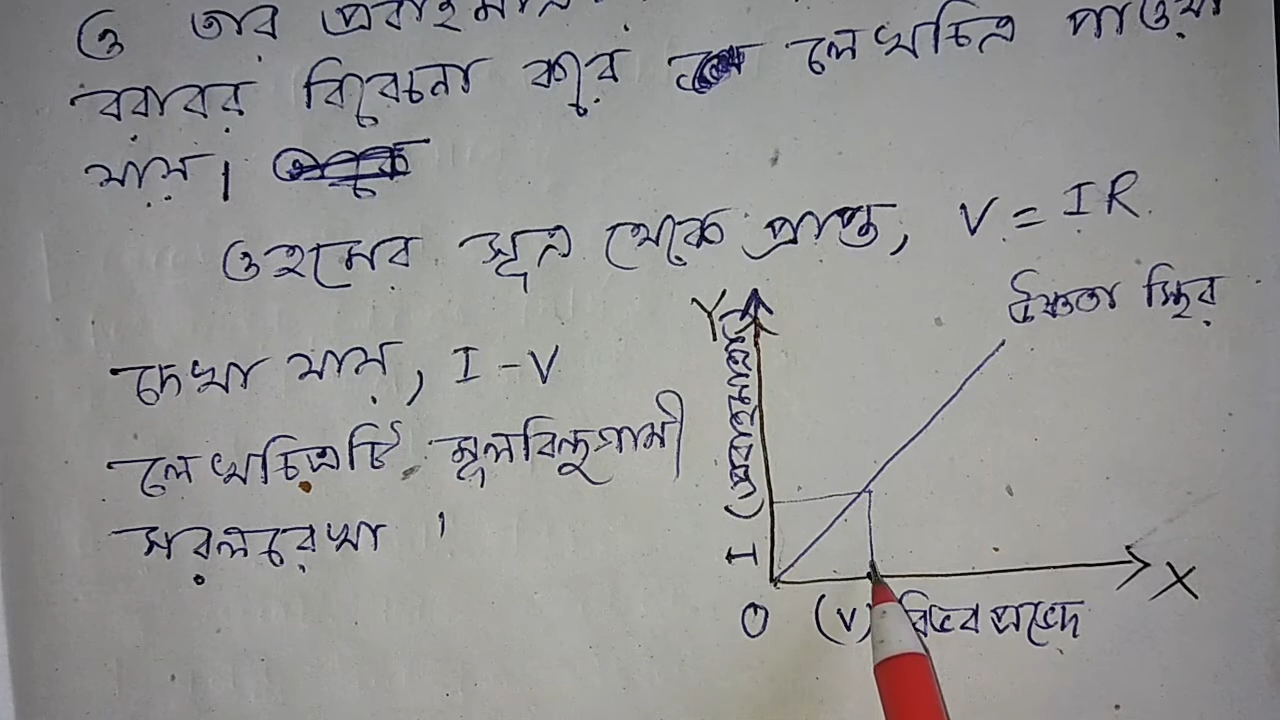 ও তার প্রবাহমাত্রা
বরাবর বিবেচনা করে লেখচিত্র পাওয়া
যায়।
ওহমের সূত্র থেকে প্রাপ্ত, V = IR
উষ্ণতা স্থির
দেখা যায়, I - V
লেখচিত্রটি মূলবিন্দুগামী
সরলরেখা ।
Y
I (প্রবাহমাত্রা)
X
O (V) বিভব প্রভেদ